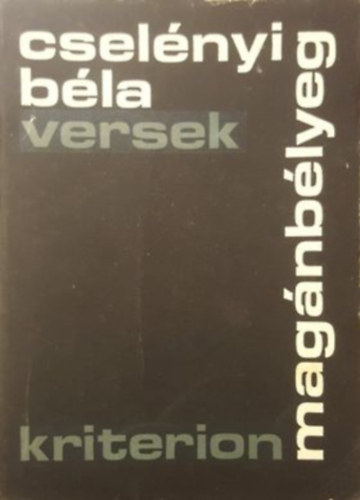 cselényi
béla
versek
magánbélyeg
kriterion